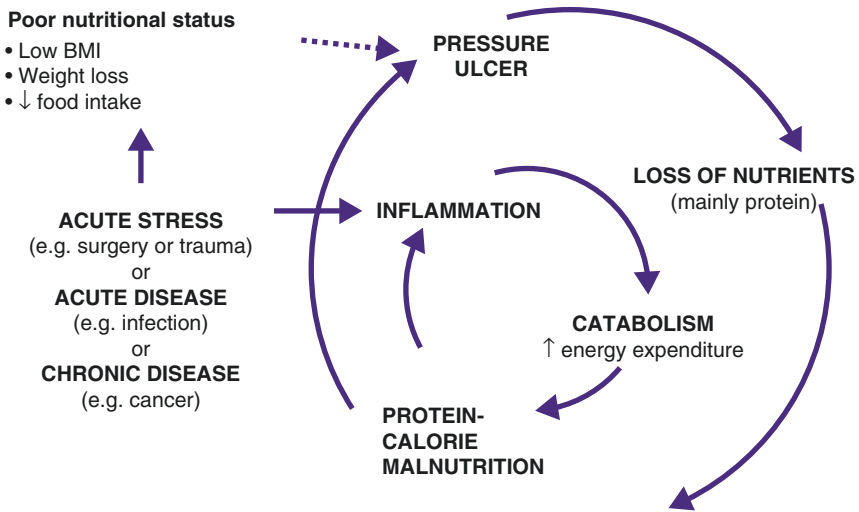 Poor nutritional status
• Low BMI
• Weight loss
• ↓ food intake
PRESSURE
ULCER
LOSS OF NUTRIENTS
(mainly protein)
ACUTE STRESS
(e.g. surgery or trauma)
or
ACUTE DISEASE
(e.g. infection)
or
CHRONIC DISEASE
(e.g. cancer)
INFLAMMATION
CATABOLISM
↑ energy expenditure
PROTEIN-
CALORIE
MALNUTRITION